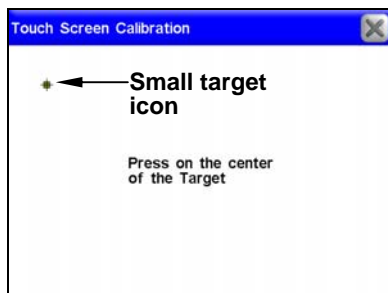 Touch Screen Calibration
Small target
icon
Press on the center
of the Target